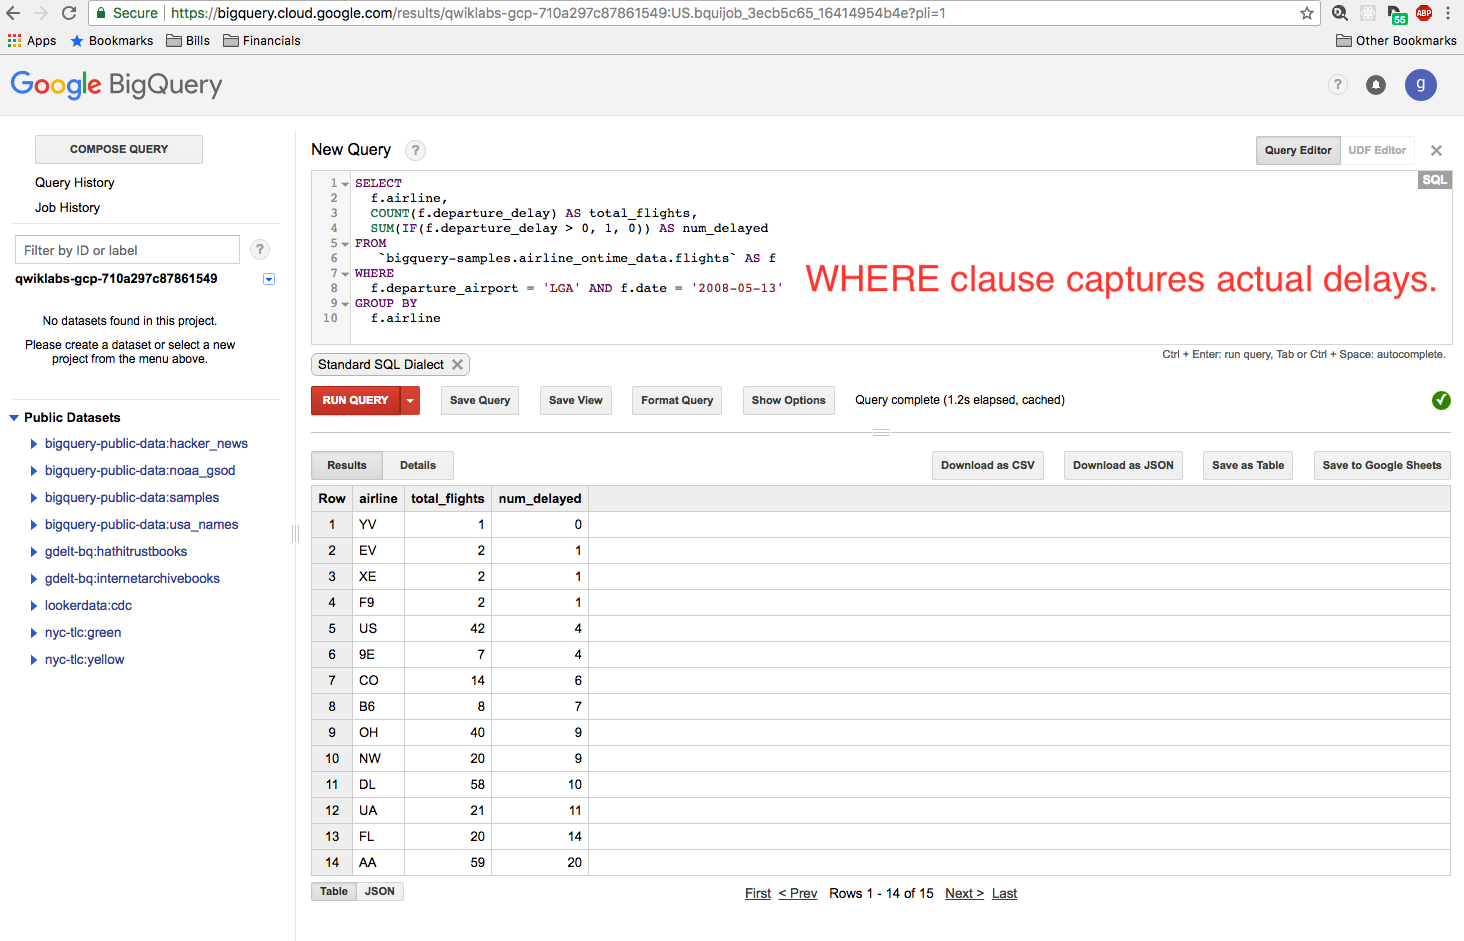 Secure https://bigquery.cloud.google.com/results/qwiklabs-gcp-710a297c87861549:US.bquijob_3ecb5c65_16414954b4e?pli=1
55
ABP
Apps Bookmarks Bills Financials Other Bookmarks
Google BigQuery
? g
COMPOSE QUERY
Query History
Job History
Filter by ID or label ?
qwiklabs-gcp-710a297c87861549
No datasets found in this project.
Please create a dataset or select a new
project from the menu above.
Public Datasets
bigquery-public-data:hacker_news
bigquery-public-data:noaa_gsod
bigquery-public-data:samples
bigquery-public-data:usa_names
gdelt-bq:hathitrustbooks
gdelt-bq:internetarchivebooks
lookerdata:cdc
nyc-tlc:green
nyc-tlc:yellow
New Query ? Query Editor UDF Editor
SQL
1 SELECT
2 f.airline,
3 COUNT(f.departure_delay) AS total_flights,
4 SUM(IF(f.departure_delay > 0, 1, 0)) AS num_delayed
5 FROM
6 `bigquery-samples.airline_ontime_data.flights` AS f
7 WHERE
8 f.departure_airport = 'LGA' AND f.date = '2008-05-13'
9 GROUP BY
10 f.airline
WHERE clause captures actual delays.
Ctrl + Enter: run query, Tab or Ctrl + Space: autocomplete.
Standard SQL Dialect
RUN QUERY Save Query Save View Format Query Show Options Query complete (1.2s elapsed, cached)
Results Details Download as CSV Download as JSON Save as Table Save to Google Sheets
Row airline total_flights num_delayed
1 YV 1 0
2 EV 2 1
3 XE 2 1
4 F9 2 1
5 US 42 4
6 9E 7 4
7 CO 14 6
8 B6 8 7
9 OH 40 9
10 NW 20 9
11 DL 58 10
12 UA 21 11
13 FL 20 14
14 AA 59 20
Table JSON First < Prev Rows 1 - 14 of 15 Next > Last